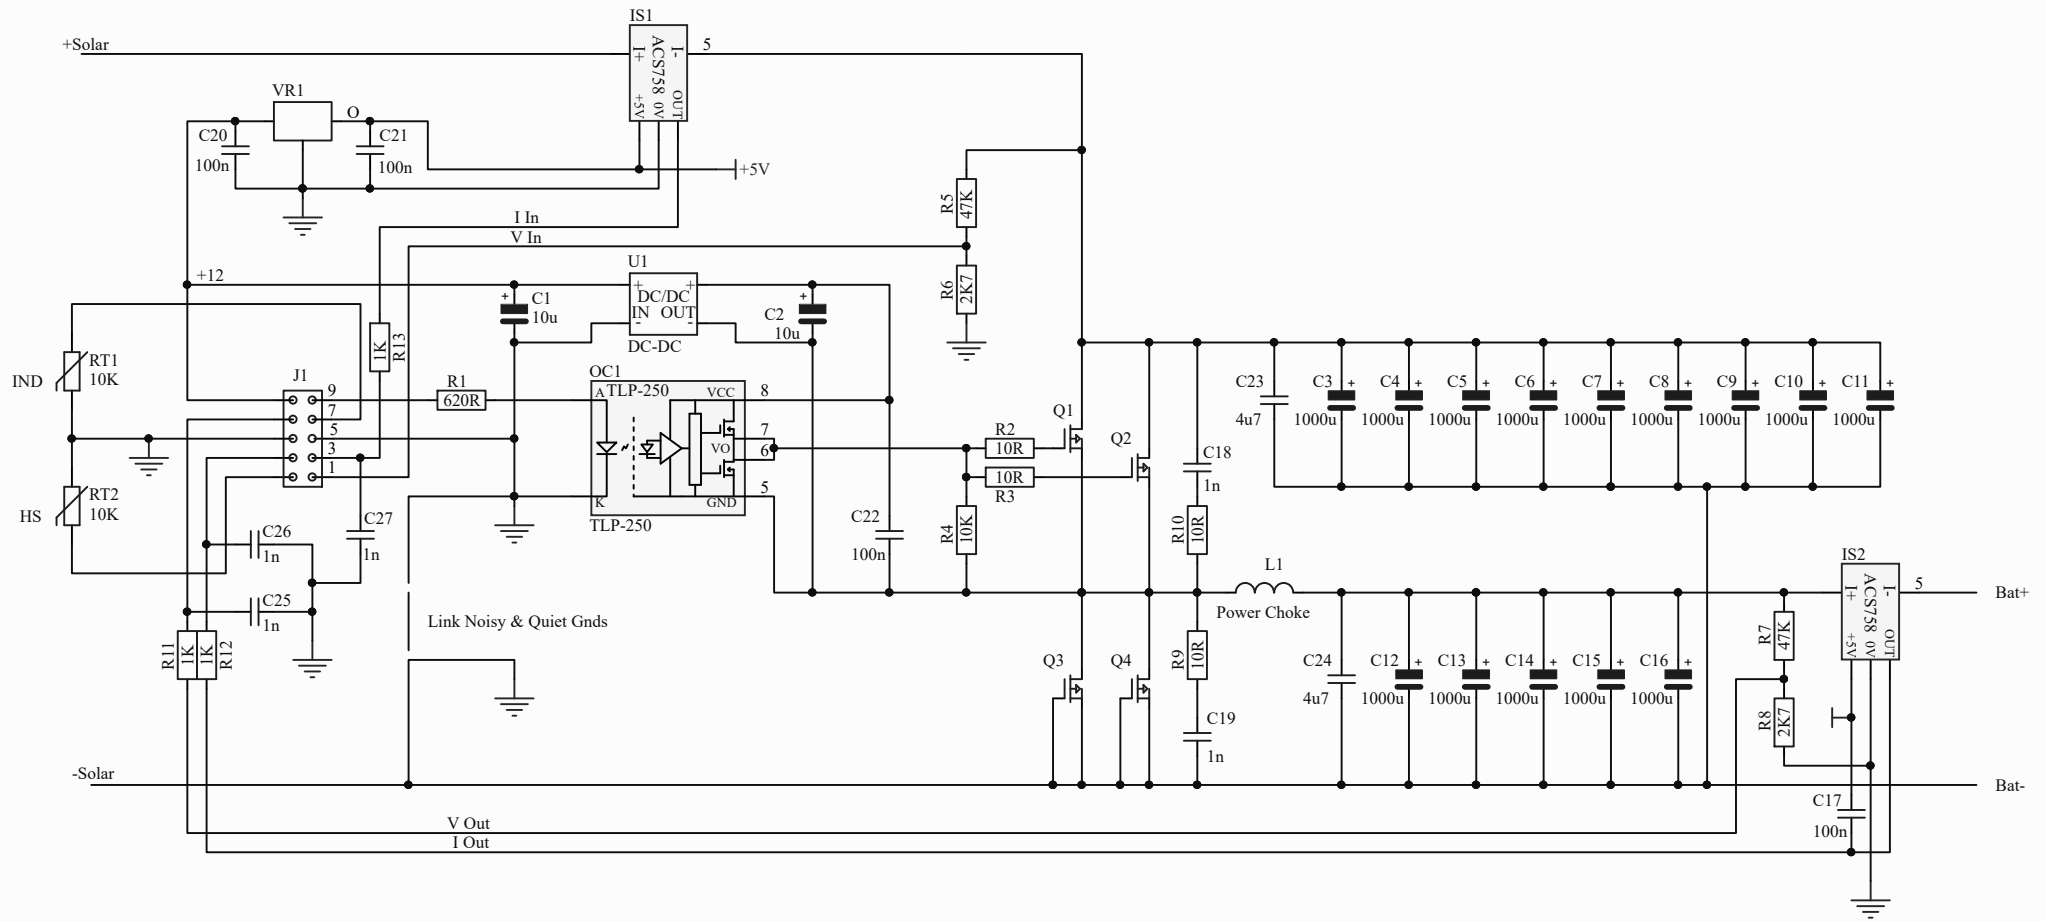 IS1
+Solar
5
I+
ACS758
I-
+5V
0V
OUT
VR1
O
C20
100n
C21
100n
+5V
R5
47K
I In
V In
+12
U1
+
+
DC/DC
IN OUT
-
-
DC-DC
+
C1
10u
+
C2
10u
R6
2K7
RT1
10K
IND
1K
R13
J1
9
7
5
3
1
R1
620R
OC1
A
TLP-250
VCC
8
7
VO
6
5
K
GND
TLP-250
RT2
10K
HS
C26
1n
C27
1n
C25
1n
R11
1K
1K
R12
C22
100n
R2
10R
10R
R3
R4
10K
Q1
Q2
C18
1n
R10
10R
C23
4u7
C3
+
1000u
C4
+
1000u
C5
+
1000u
C6
+
1000u
C7
+
1000u
C8
+
1000u
C9
+
1000u
C10
+
1000u
C11
+
1000u
L1
Power Choke
Link Noisy & Quiet Gnds
IS2
I+
ACS758
I-
+5V
0V
OUT
5
Bat+
Q3
Q4
R9
10R
C19
1n
C24
4u7
C12
+
1000u
C13
+
1000u
C14
+
1000u
C15
+
1000u
C16
+
1000u
R7
47K
R8
2K7
-Solar
Bat-
C17
100n
V Out
I Out